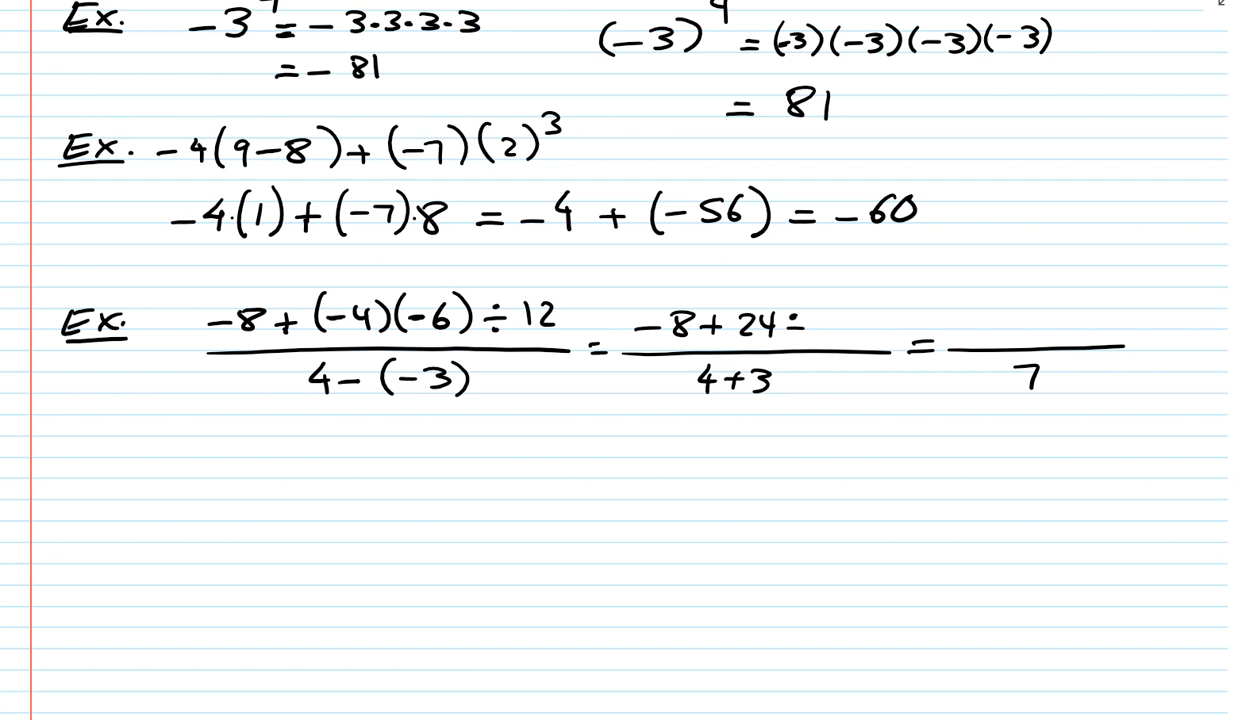 Ex. -3^4 = - 3·3·3·3 (-3)^4 = (-3)(-3)(-3)(-3)
= - 81
= 81
Ex. -4(9-8)+(-7)(2)^3
-4·(1)+(-7)·8 = -4 + (-56) = -60
Ex. (-8+(-4)(-6)÷12)/(4-(-3)) = (-8+24÷)/(4+3) = /7